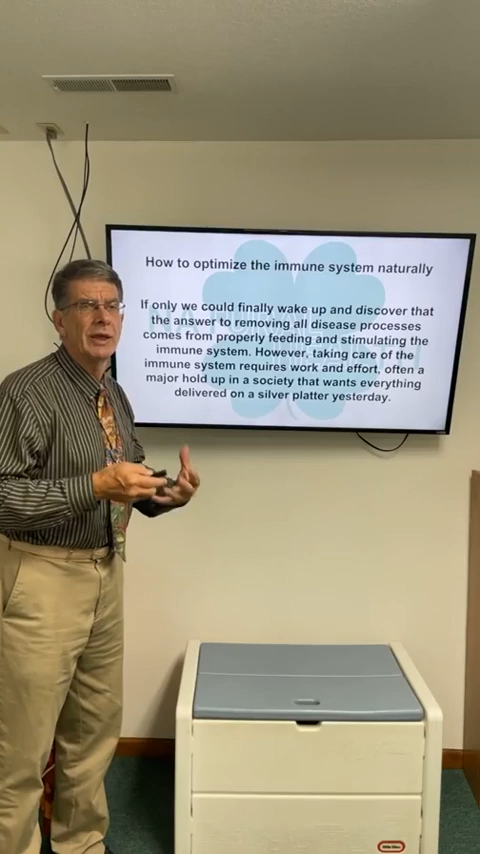 How to optimize the immune system naturally
If only we could finally wake up and discover that
the answer to removing all disease processes
comes from properly feeding and stimulating the
immune system. However, taking care of the
immune system requires work and effort, often a
major hold up in a society that wants everything
delivered on a silver platter yesterday.